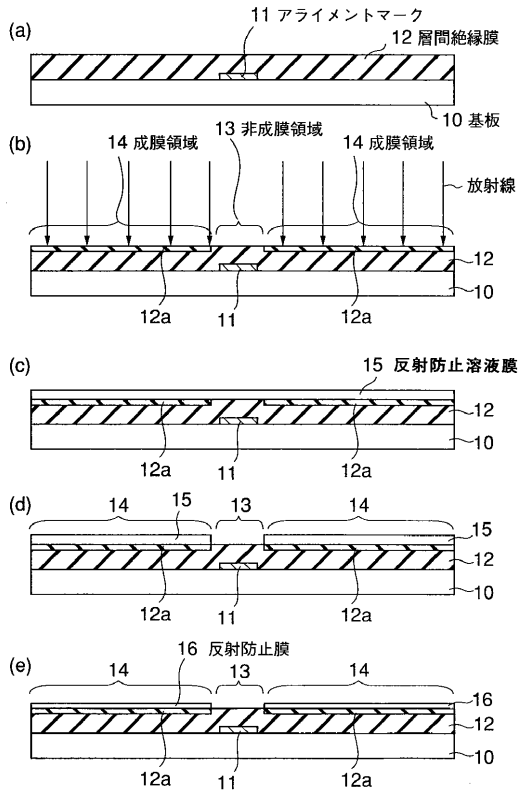 (a)
11 アライメントマーク
12 層間絶縁膜
10 基板
(b)
14 成膜領域
13 非成膜領域
14 成膜領域
放射線
12
10
12a
11
12a
(c)
15 反射防止溶液膜
12
10
12a
11
12a
(d)
14
13
14
15
15
12
10
12a
11
12a
(e)
16 反射防止膜
14
13
14
16
12
10
12a
11
12a